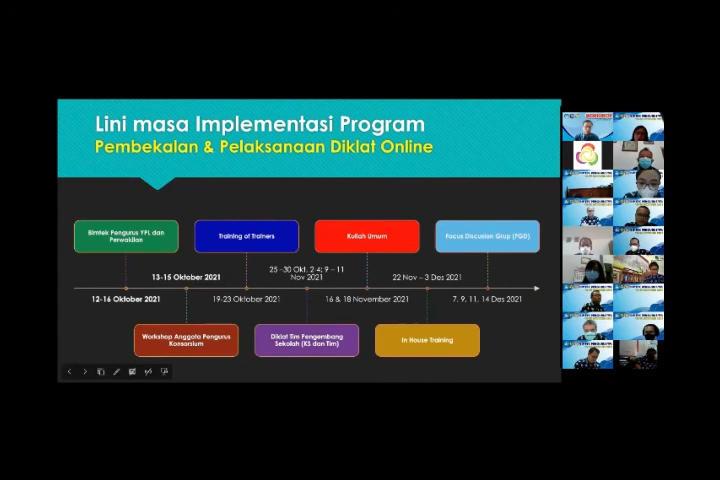 Lini masa Implementasi Program
Pembekalan & Pelaksanaan Diklat Online
Bimtek Pengurus YPL dan
Perwakilan
Training of Trainers
Kuliah Umum
Focus Discusion Grup (FGD)
13-15 Oktober 2021
25 -30 Okt, 2-4; 9 – 11
Nov 2021
22 Nov – 3 Des 2021
12-16 Oktober 2021
19-23 Oktober 2021
16 & 18 November 2021
7, 9, 11, 14 Des 2021
Workshop Anggota Pengurus
Konsorsium
Diklat Tim Pengembang
Sekolah (KS dan Tim)
In House Training